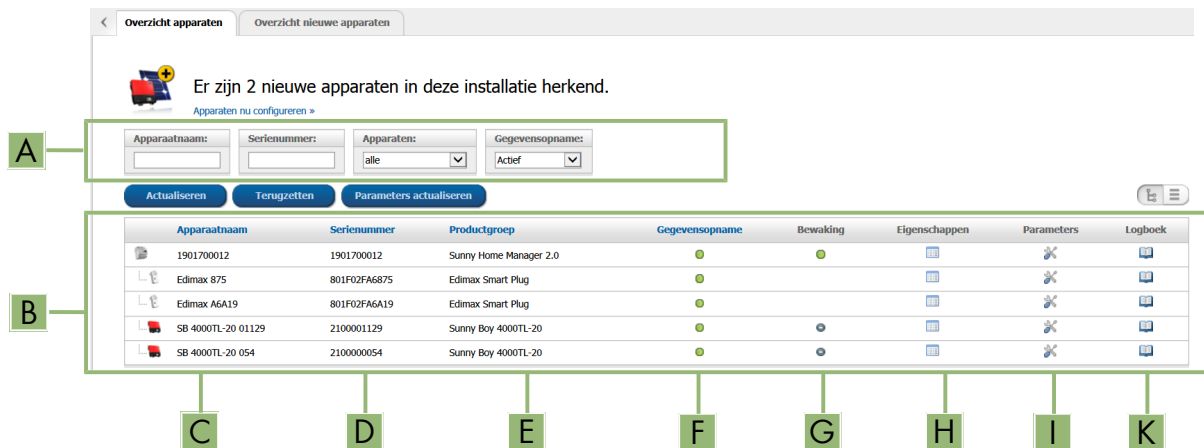 Overzicht apparaten Overzicht nieuwe apparaten
Er zijn 2 nieuwe apparaten in deze installatie herkend.
Apparaten nu configureren »
A
Apparaatnaam: Serienummer: Apparaten: Gegevensopname:
alle Actief
Actualiseren Terugzetten Parameters actualiseren
B
Apparaatnaam Serienummer Productgroep Gegevensopname Bewaking Eigenschappen Parameters Logboek
1901700012 1901700012 Sunny Home Manager 2.0
Edimax 875 801F02FA6875 Edimax Smart Plug
Edimax A6A19 801F02FA6A19 Edimax Smart Plug
SB 4000TL-20 01129 2100001129 Sunny Boy 4000TL-20
SB 4000TL-20 054 2100000054 Sunny Boy 4000TL-20
C D E F G H I K